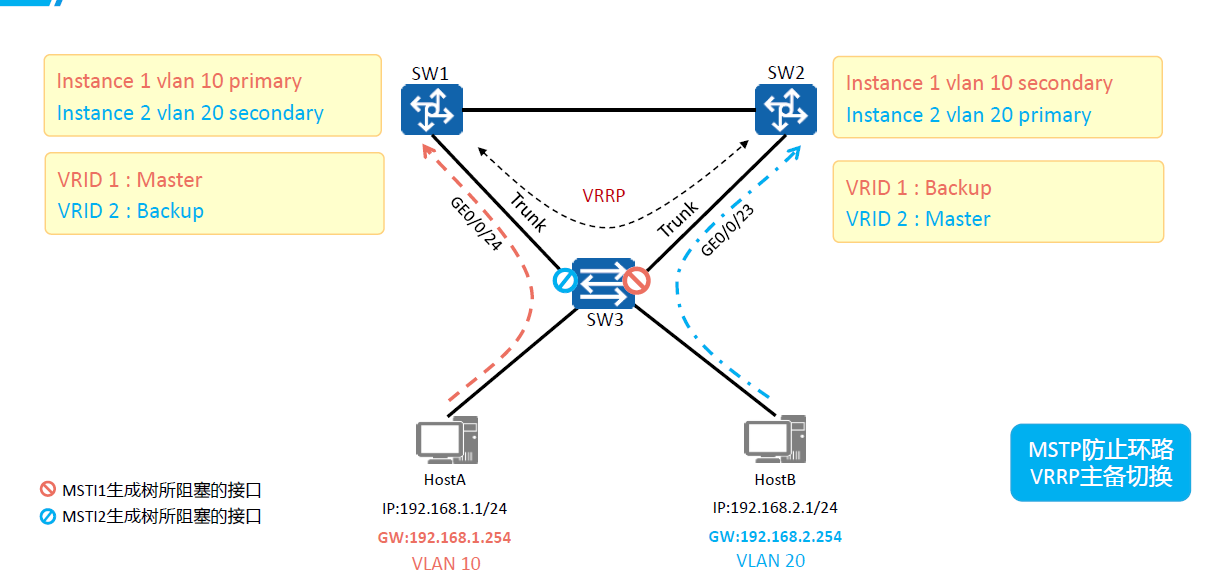 SW1
SW2
Instance 1 vlan 10 primary
Instance 2 vlan 20 secondary
Instance 1 vlan 10 secondary
Instance 2 vlan 20 primary
VRID 1 : Master
VRID 2 : Backup
VRRP
VRID 1 : Backup
VRID 2 : Master
Trunk
GE0/0/24
Trunk
GE0/0/23
SW3
HostA
IP:192.168.1.1/24
GW:192.168.1.254
VLAN 10
HostB
IP:192.168.2.1/24
GW:192.168.2.254
VLAN 20
MSTP防止环路
VRRP主备切换
MSTI1生成树所阻塞的接口
MSTI2生成树所阻塞的接口